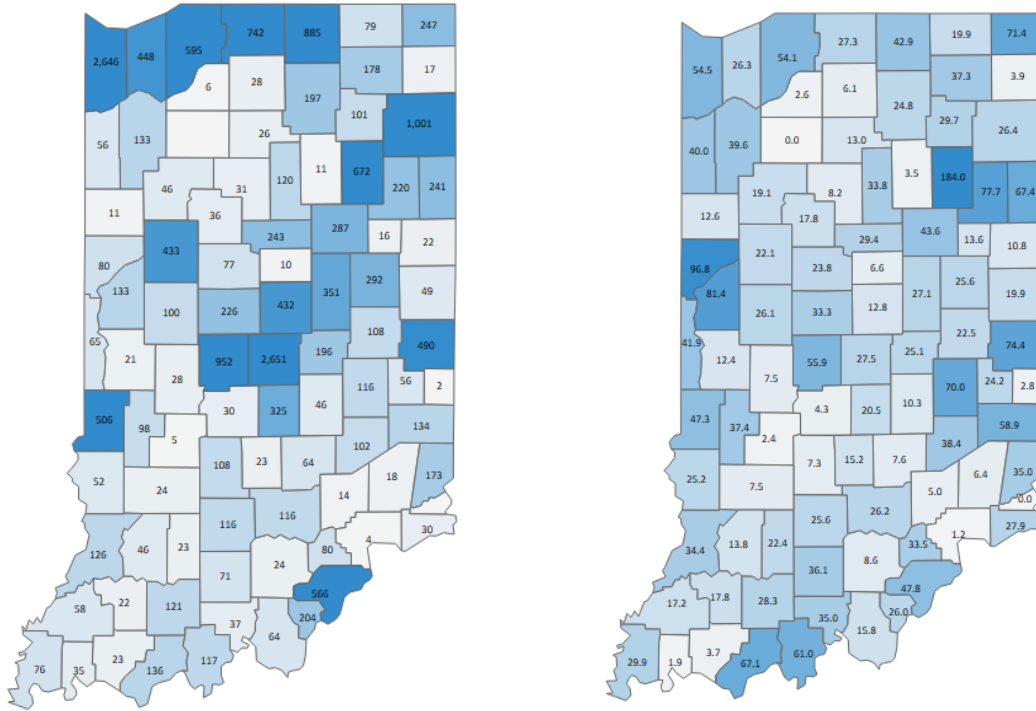 2,646 448 595 742 885 79 247
6 28 197 178 17
56 133 26 101 1,001
46 31 120 11 672 220 241
11 36
433 243 287 16 22
80 133 77 10 292
100 226 432 351 49
65 21 952 2,651 196 108 490
28 116 56 2
506 98 30 325 46 134
5 102
108 23 64
52 24 14 18 173
116 116 30
126 46 23 80 4
71 24
58 22 121 566
37 204
64
76 35 23 136 117
54.5 26.3 54.1 27.3 42.9 19.9 71.4
2.6 6.1 24.8 37.3 3.9
40.0 39.6 0.0 13.0 29.7 26.4
19.1 8.2 33.8 3.5 184.0 77.7 67.4
12.6 17.8
22.1 29.4 43.6 13.6 10.8
96.8 81.4 23.8 6.6 25.6
26.1 33.3 12.8 27.1 19.9
41.9 12.4 55.9 27.5 25.1 22.5 74.4
7.5 70.0 24.2 2.8
47.3 37.4 4.3 20.5 10.3 58.9
2.4 38.4
7.3 15.2 7.6
25.2 7.5 5.0 6.4 35.0
0.0
25.6 26.2 27.9
34.4 13.8 22.4 33.5 1.2
36.1 8.6
17.2 17.8 28.3 47.8
35.0 26.0
15.8
29.9 1.9 3.7 67.1 61.0